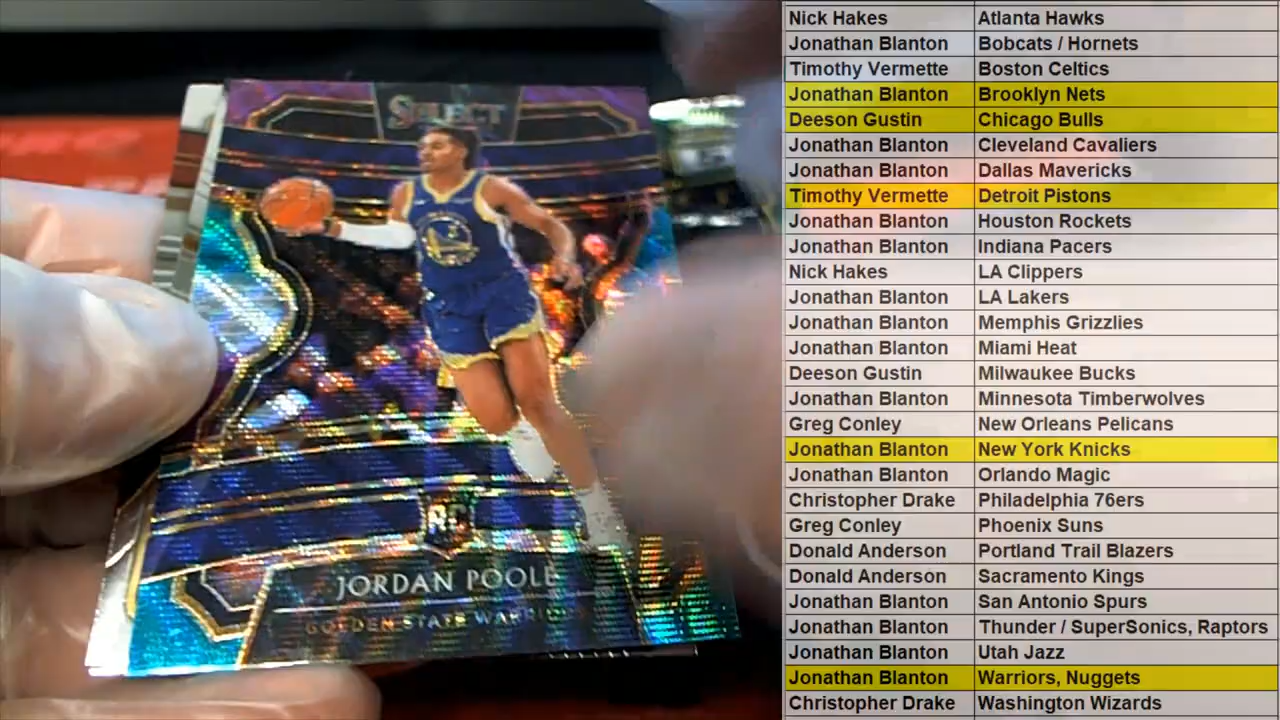 SELECT
RC
JORDAN POOLE
GOLDEN STATE WARRI
Nick Hakes Atlanta Hawks
Jonathan Blanton Bobcats / Hornets
Timothy Vermette Boston Celtics
Jonathan Blanton Brooklyn Nets
Deeson Gustin Chicago Bulls
Jonathan Blanton Cleveland Cavaliers
Jonathan Blanton Dallas Mavericks
Timothy Vermette Detroit Pistons
Jonathan Blanton Houston Rockets
Jonathan Blanton Indiana Pacers
Nick Hakes LA Clippers
Jonathan Blanton LA Lakers
Jonathan Blanton Memphis Grizzlies
Jonathan Blanton Miami Heat
Deeson Gustin Milwaukee Bucks
Jonathan Blanton Minnesota Timberwolves
Greg Conley New Orleans Pelicans
Jonathan Blanton New York Knicks
Jonathan Blanton Orlando Magic
Christopher Drake Philadelphia 76ers
Greg Conley Phoenix Suns
Donald Anderson Portland Trail Blazers
Donald Anderson Sacramento Kings
Jonathan Blanton San Antonio Spurs
Jonathan Blanton Thunder / SuperSonics, Raptors
Jonathan Blanton Utah Jazz
Jonathan Blanton Warriors, Nuggets
Christopher Drake Washington Wizards